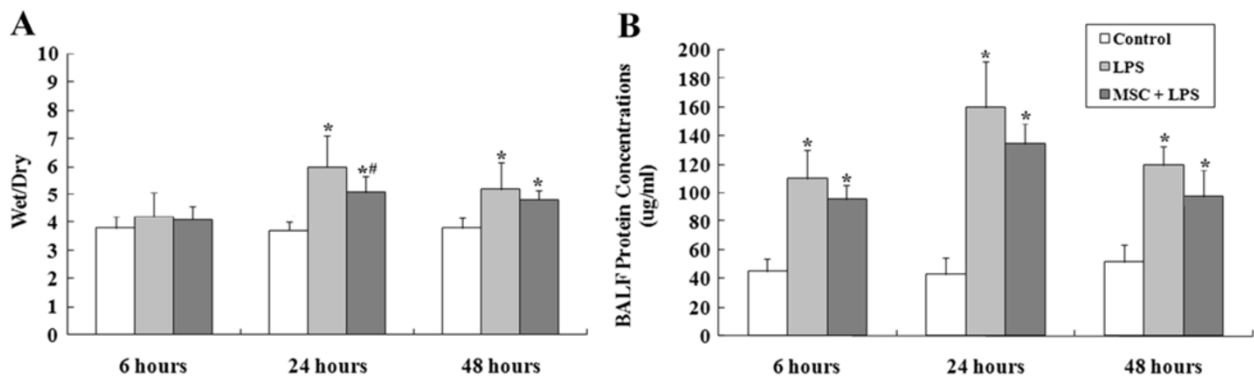 A
10
9
8
7
6
5
4
3
2
1
0
Wet/Dry
*
*#
*
*
6 hours
24 hours
48 hours
B
200
180
160
140
120
100
80
60
40
20
0
BALF Protein Concentrations
(ug/ml)
*
*
*
*
*
*
6 hours
24 hours
48 hours
Control
LPS
MSC + LPS